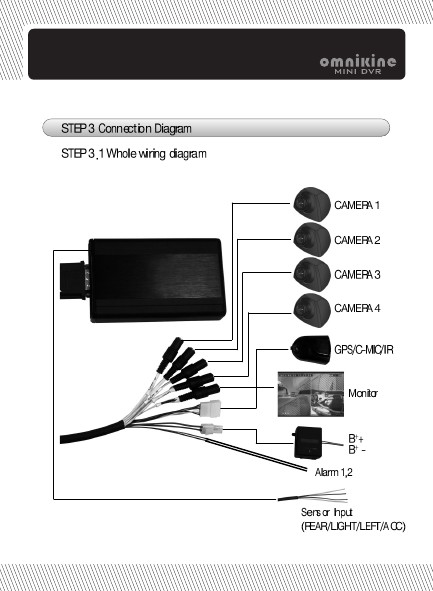 omnikine
MINI DVR
STEP 3 Connection Diagram
STEP 3.1 Whole wiring diagram
CAMERA 1
CAMERA 2
CAMERA 3
CAMERA 4
GPS/C-MIC/IR
Monitor
B⁺+
B⁺-
Alarm 1,2
Sensor Input
(FEAR/LIGHT/LEFT/ACC)